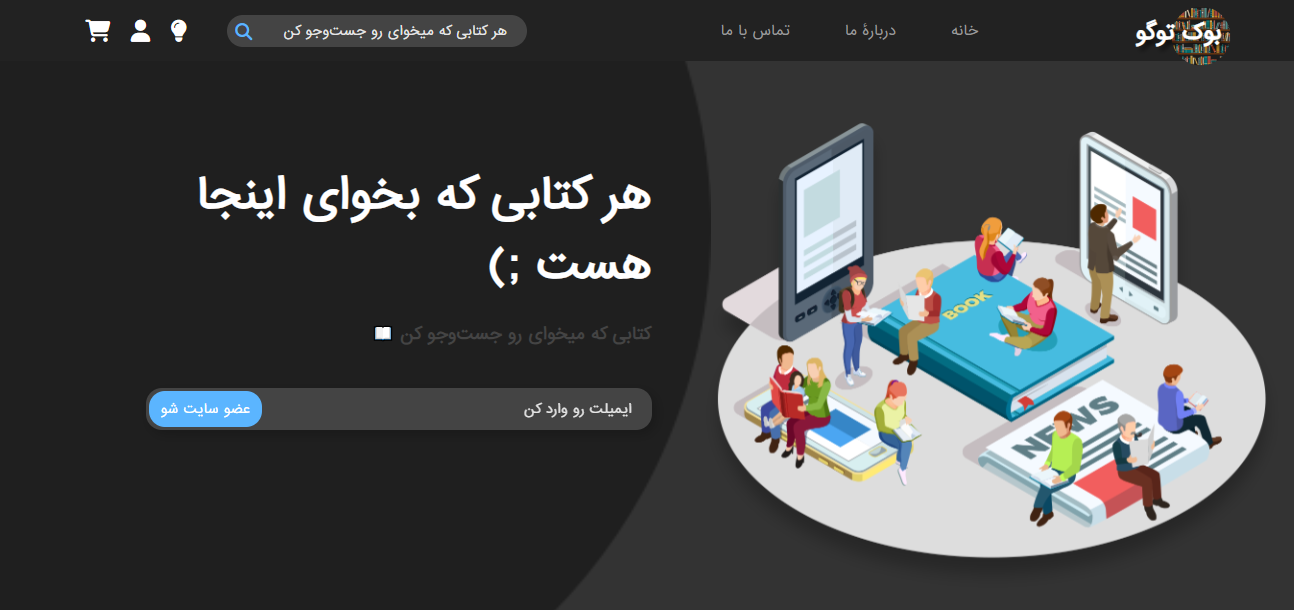 بوک توگو
خانه
دربارهٔ ما
تماس با ما
هر کتابی که میخوای رو جست‌وجو کن
هر کتابی که بخوای اینجا
هست ;)
کتابی که میخوای رو جست‌وجو کن 📖
ایمیلت رو وارد کن
عضو سایت شو
BOOK
NEWS